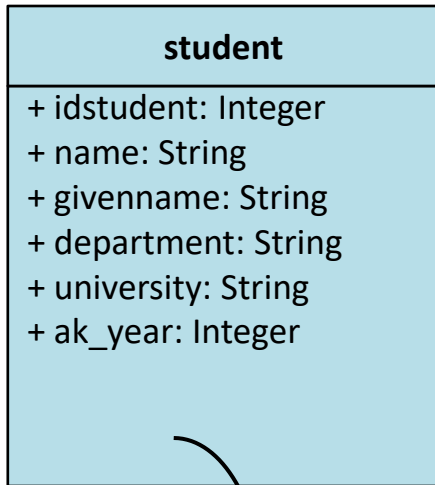 student
+ idstudent: Integer
+ name: String
+ givenname: String
+ department: String
+ university: String
+ ak_year: Integer